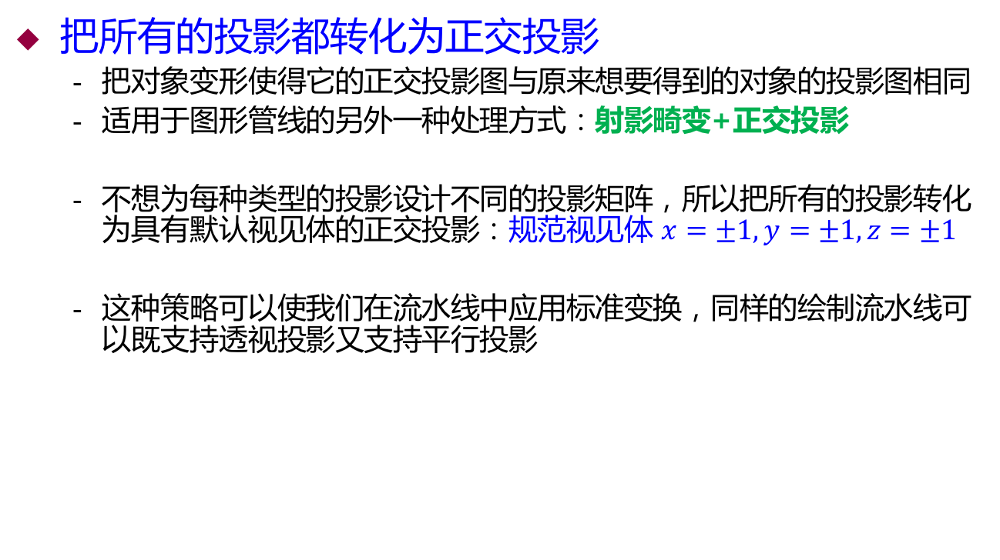 ◆ 把所有的投影都转化为正交投影
- 把对象变形使得它的正交投影图与原来想要得到的对象的投影图相同
- 适用于图形管线的另外一种处理方式：射影畸变+正交投影
- 不想为每种类型的投影设计不同的投影矩阵，所以把所有的投影转化
为具有默认视见体的正交投影：规范视见体 x = ±1, y = ±1, z = ±1
- 这种策略可以使我们在流水线中应用标准变换，同样的绘制流水线可
以既支持透视投影又支持平行投影